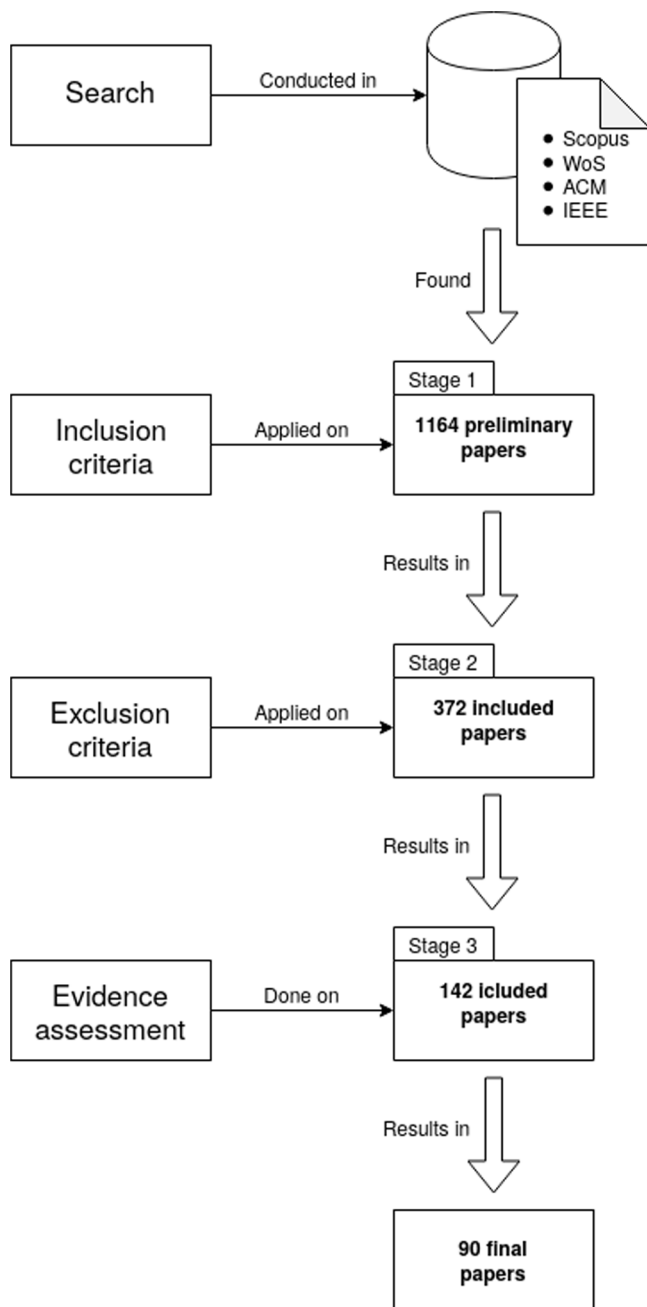 Search
Conducted in
Scopus
WoS
ACM
IEEE
Found
Stage 1
Inclusion
criteria
Applied on
1164 preliminary
papers
Results in
Stage 2
Exclusion
criteria
Applied on
372 included
papers
Results in
Stage 3
Evidence
assessment
Done on
142 icluded
papers
Results in
90 final
papers